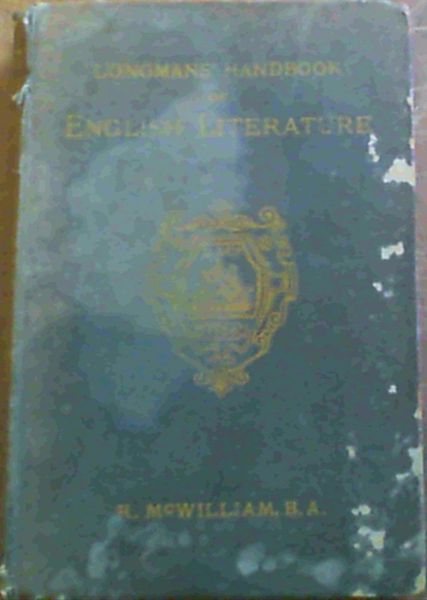 LONGMANS' HANDBOOK
OF
ENGLISH LITERATURE
R. McWILLIAM, B.A.